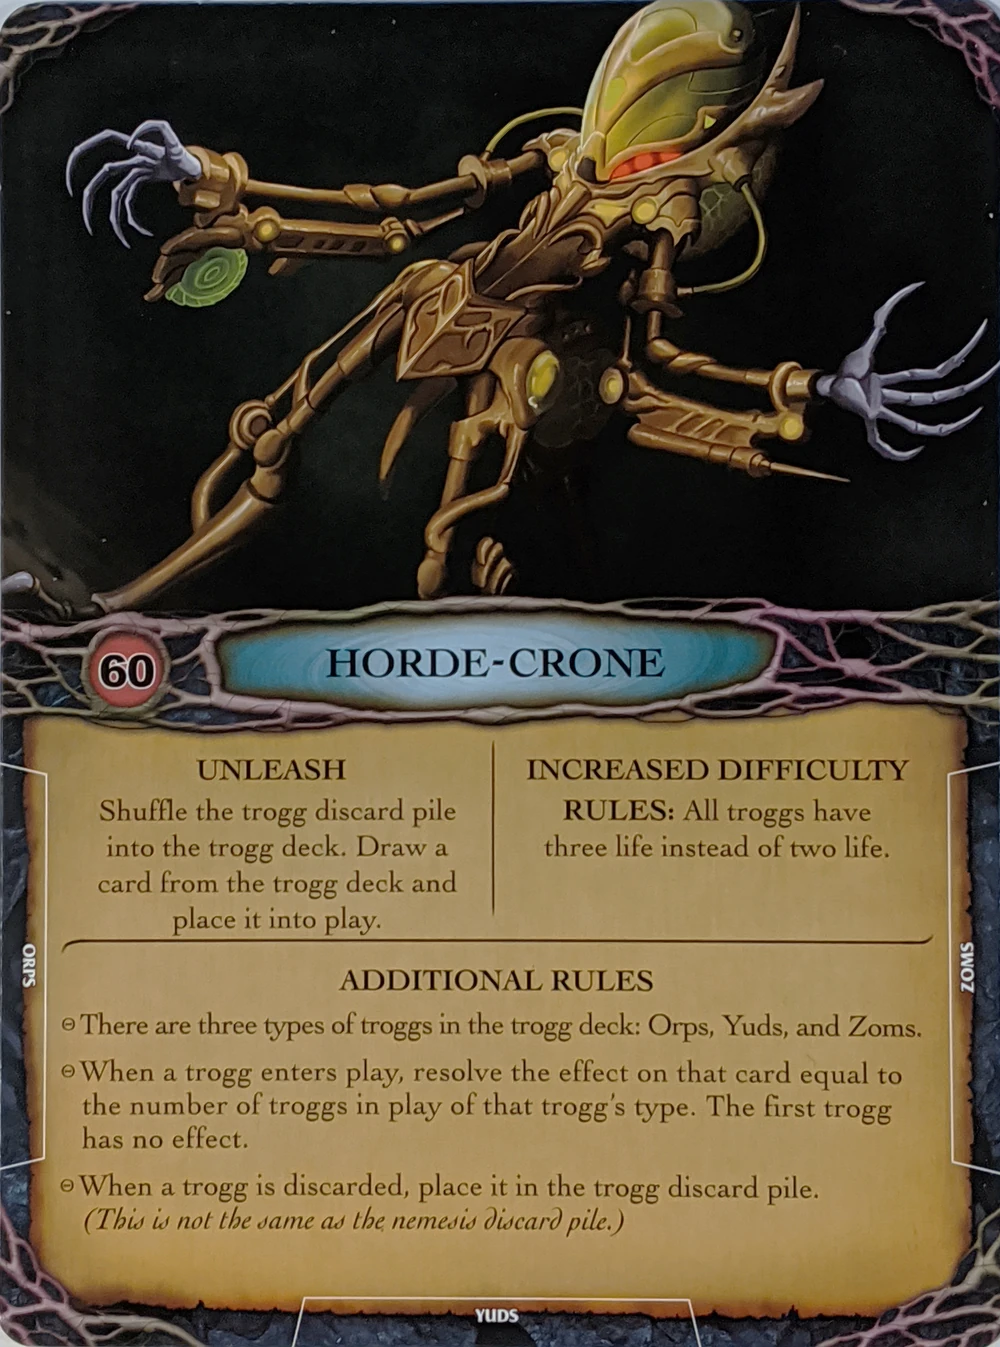 60
HORDE-CRONE
UNLEASH
Shuffle the trogg discard pile
into the trogg deck. Draw a
card from the trogg deck and
place it into play.
INCREASED DIFFICULTY
RULES: All troggs have
three life instead of two life.
ADDITIONAL RULES
There are three types of troggs in the trogg deck: Orps, Yuds, and Zoms.
When a trogg enters play, resolve the effect on that card equal to
the number of troggs in play of that trogg's type. The first trogg
has no effect.
When a trogg is discarded, place it in the trogg discard pile.
(This is not the same as the nemesis discard pile.)
ORPS
ZOMS
YUDS